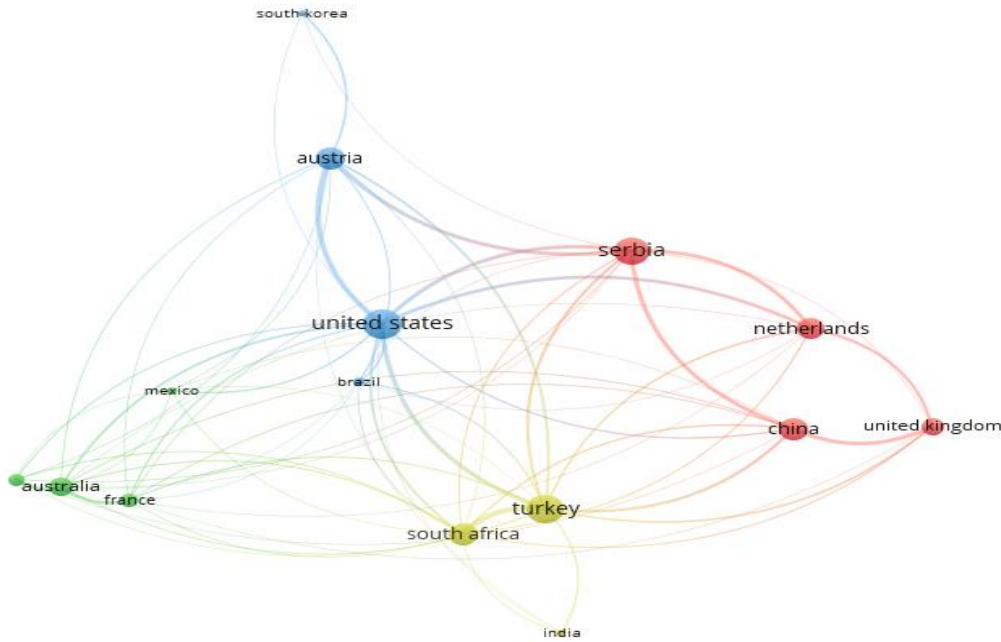 south korea
austria
serbia
united states
netherlands
brazil
mexico
china
united kingdom
australia
france
turkey
south africa
india